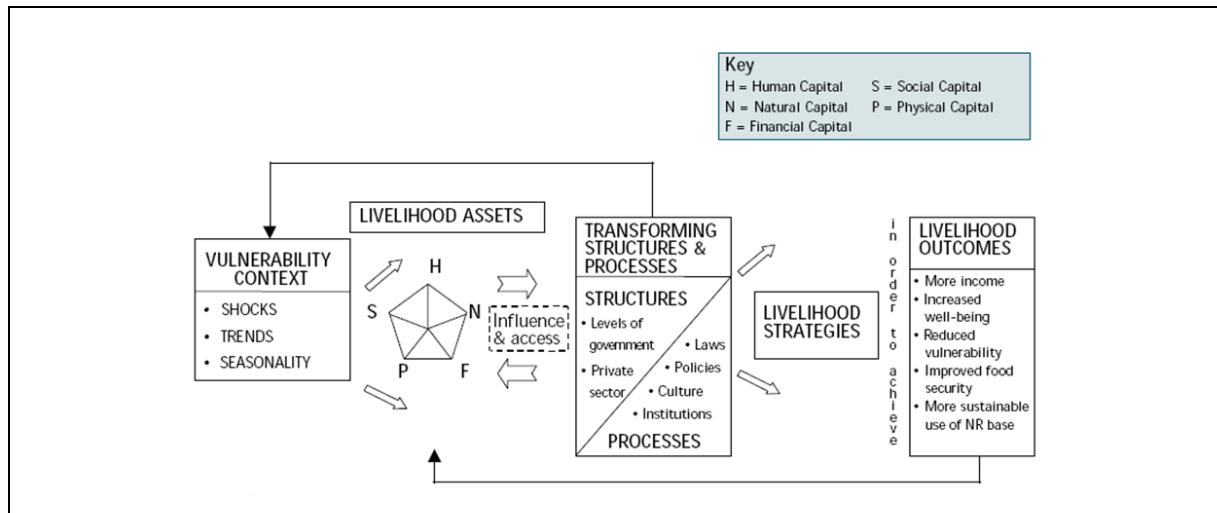 Key
H = Human Capital S = Social Capital
N = Natural Capital P = Physical Capital
F = Financial Capital
LIVELIHOOD ASSETS
VULNERABILITY
CONTEXT
• SHOCKS
• TRENDS
• SEASONALITY
H
S
N
P
F
Influence
& access
TRANSFORMING
STRUCTURES &
PROCESSES
STRUCTURES
• Levels of
government
• Private
sector
• Laws
• Policies
• Culture
• Institutions
PROCESSES
LIVELIHOOD
STRATEGIES
in order to achieve
LIVELIHOOD
OUTCOMES
• More income
• Increased
well-being
• Reduced
vulnerability
• Improved food
security
• More sustainable
use of NR base